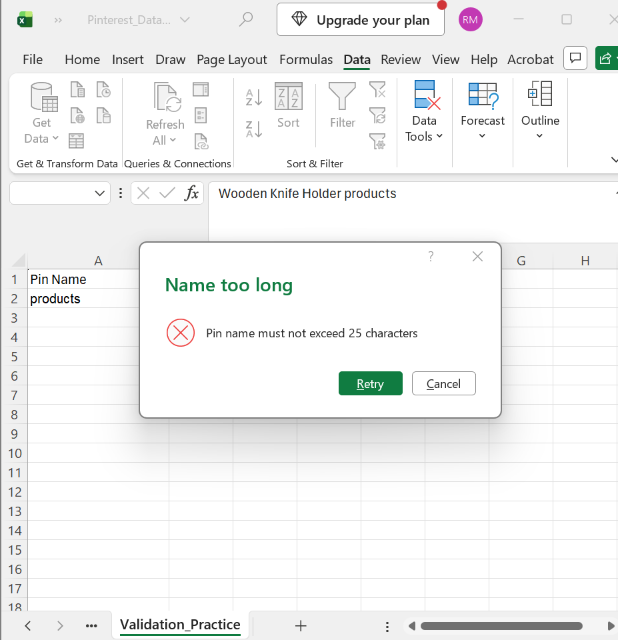 Pinterest_Data...
Upgrade your plan
RM
File Home Insert Draw Page Layout Formulas Data Review View Help Acrobat
Get Data
Refresh All
A Z
Z A
Z A A Z
Sort
Filter
Data Tools
Forecast
Outline
Get & Transform Data
Queries & Connections
Sort & Filter
fx
Wooden Knife Holder products
A G H
1 Pin Name
2 products
3
4
5
6
7
8
9
10
11
12
13
14
15
16
17
18
?
Name too long
Pin name must not exceed 25 characters
Retry Cancel
Validation_Practice